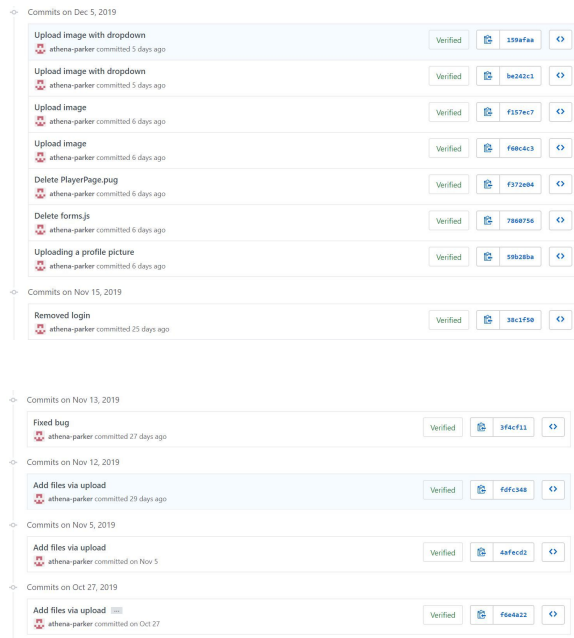 Commits on Dec 5, 2019
Upload image with dropdown
athena-parker committed 5 days ago
Verified 159afaa
Upload image with dropdown
athena-parker committed 5 days ago
Verified be242c1
Upload image
athena-parker committed 6 days ago
Verified f157ec7
Upload image
athena-parker committed 6 days ago
Verified f60c4c3
Delete PlayerPage.pug
athena-parker committed 6 days ago
Verified f372e04
Delete forms.js
athena-parker committed 6 days ago
Verified 7860756
Uploading a profile picture
athena-parker committed 6 days ago
Verified 59b28ba
Commits on Nov 15, 2019
Removed login
athena-parker committed 25 days ago
Verified 38c1f50
Commits on Nov 13, 2019
Fixed bug
athena-parker committed 27 days ago
Verified 3f4cf11
Commits on Nov 12, 2019
Add files via upload
athena-parker committed 29 days ago
Verified fdfc348
Commits on Nov 5, 2019
Add files via upload
athena-parker committed on Nov 5
Verified 4afecd2
Commits on Oct 27, 2019
Add files via upload ...
athena-parker committed on Oct 27
Verified f6e4a22